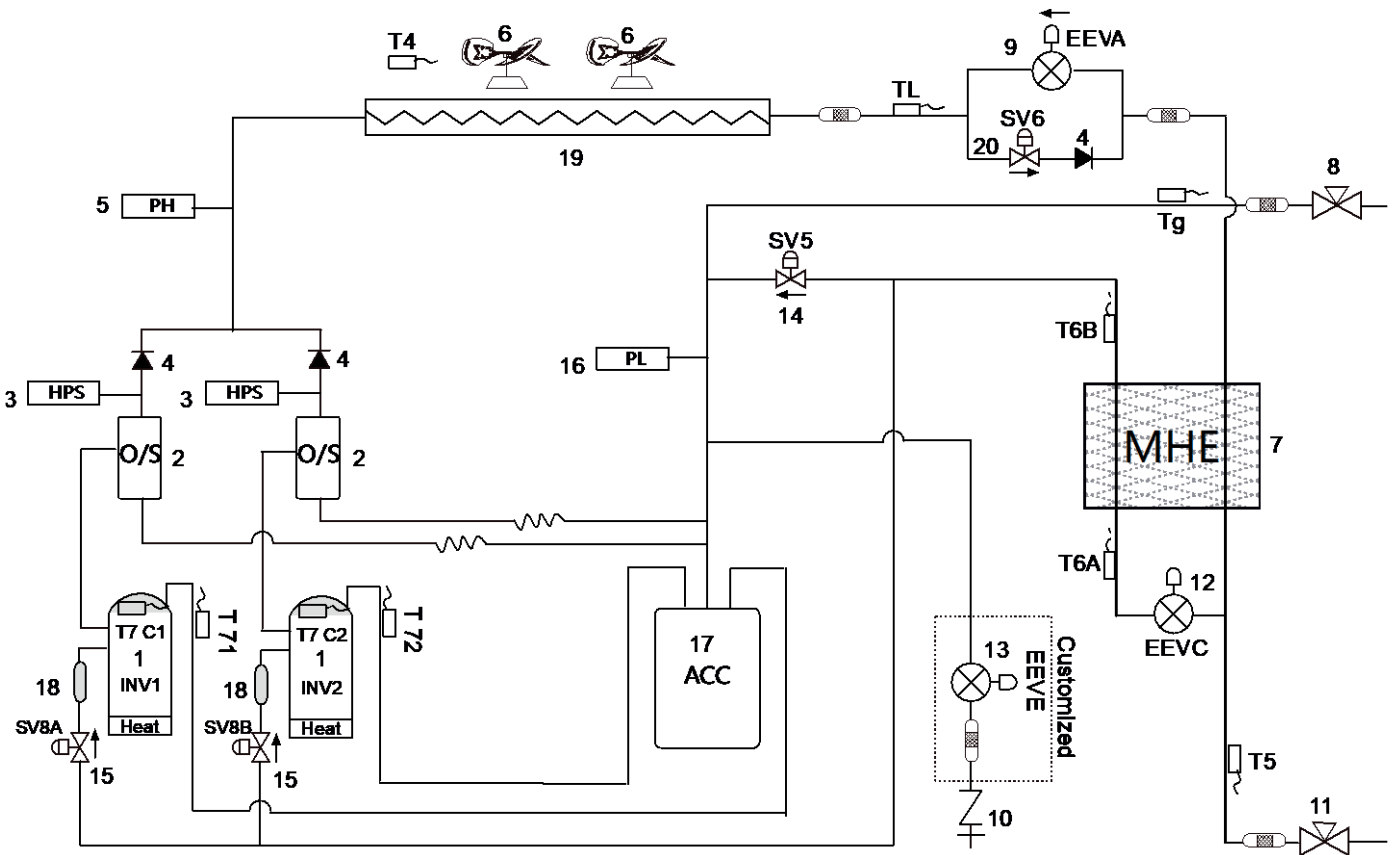 6
6
EEVA
9
T4
TL
SV6
20
4
19
8
5
PH
Tg
SV5
14
T6B
4
4
16
PL
3
HPS
3
HPS
O/S
2
O/S
2
MHE
7
T6A
12
EEVC
T 71
T 72
T7 C1
1
INV1
Heat
T7 C2
1
INV2
Heat
17
ACC
13
EEVE
Customized
18
18
SV8A
SV8B
15
15
T5
10
11